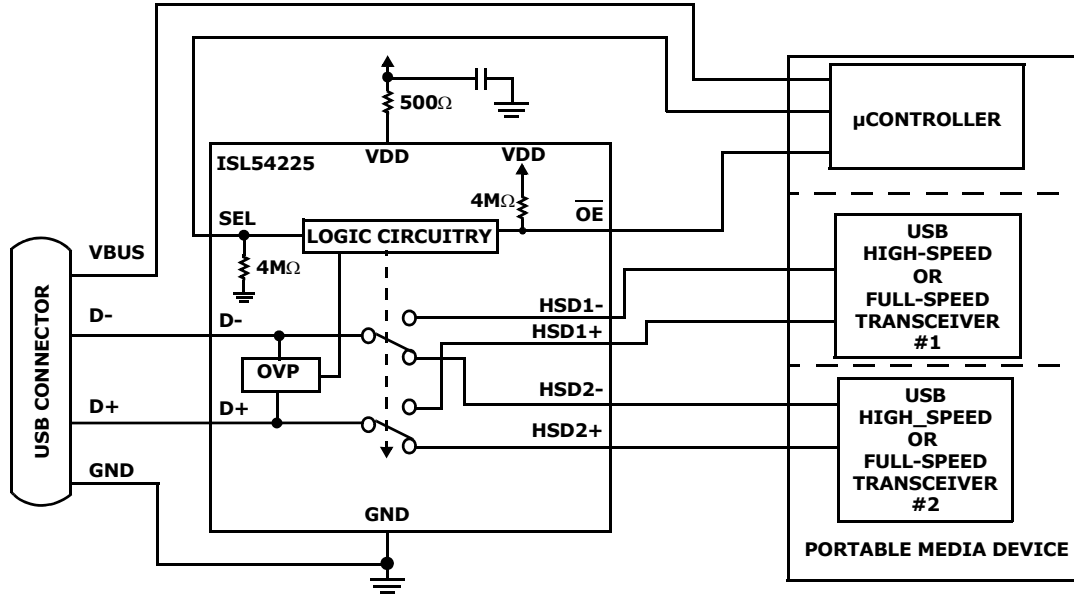 500Ω
µCONTROLLER
ISL54225
VDD
VDD
4MΩ
SEL
OE
LOGIC CIRCUITRY
4MΩ
USB CONNECTOR
VBUS
D-
D-
OVP
D+
D+
GND
GND
HSD1-
HSD1+
HSD2-
HSD2+
USB
HIGH-SPEED
OR
FULL-SPEED
TRANSCEIVER
#1
USB
HIGH_SPEED
OR
FULL-SPEED
TRANSCEIVER
#2
PORTABLE MEDIA DEVICE